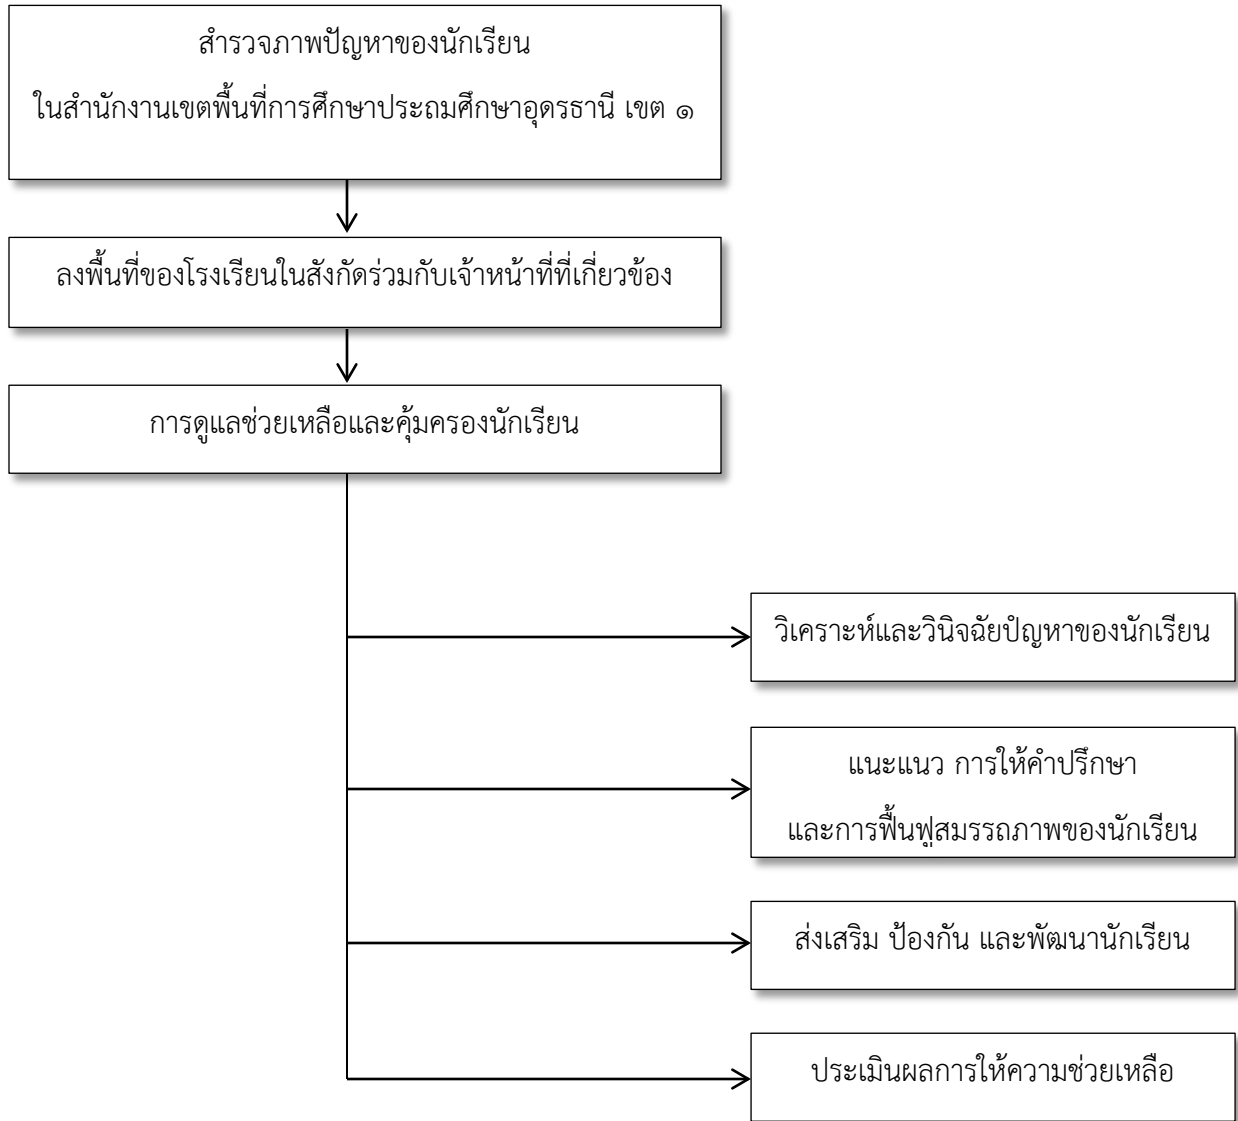 สำรวจภาพปัญหาของนักเรียน
ในสำนักงานเขตพื้นที่การศึกษาประถมศึกษาอุดรธานี เขต ๑
ลงพื้นที่ของโรงเรียนในสังกัดร่วมกับเจ้าหน้าที่ที่เกี่ยวข้อง
การดูแลช่วยเหลือและคุ้มครองนักเรียน
วิเคราะห์และวินิจฉัยปํญหาของนักเรียน
แนะแนว การให้คำปรึกษา
และการฟื้นฟูสมรรถภาพของนักเรียน
ส่งเสริม ป้องกัน และพัฒนานักเรียน
ประเมินผลการให้ความช่วยเหลือ